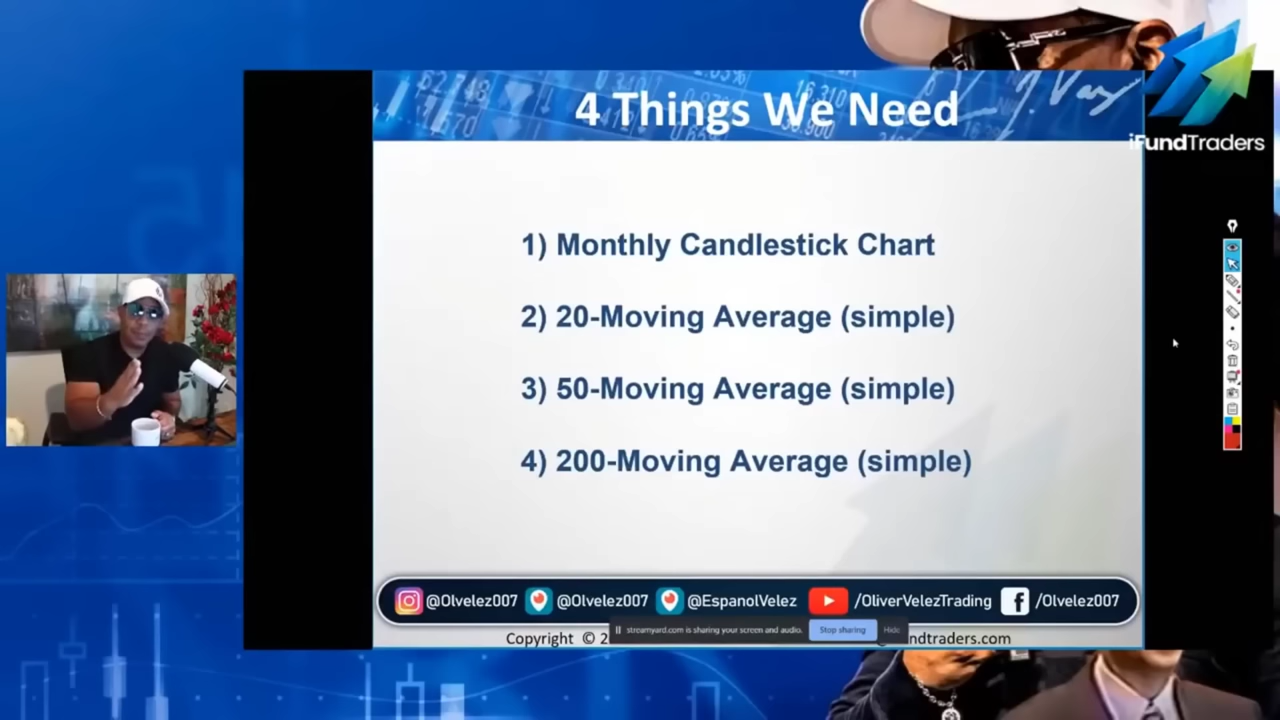 4 Things We Need
iFundTraders
1) Monthly Candlestick Chart
2) 20-Moving Average (simple)
3) 50-Moving Average (simple)
4) 200-Moving Average (simple)
@Olvelez007 @Olvelez007 @EspanolVelez /OliverVelezTrading /Olvelez007
streamyard.com is sharing your screen and audio. Stop sharing Hide
Copyright © 2 ndtraders.com